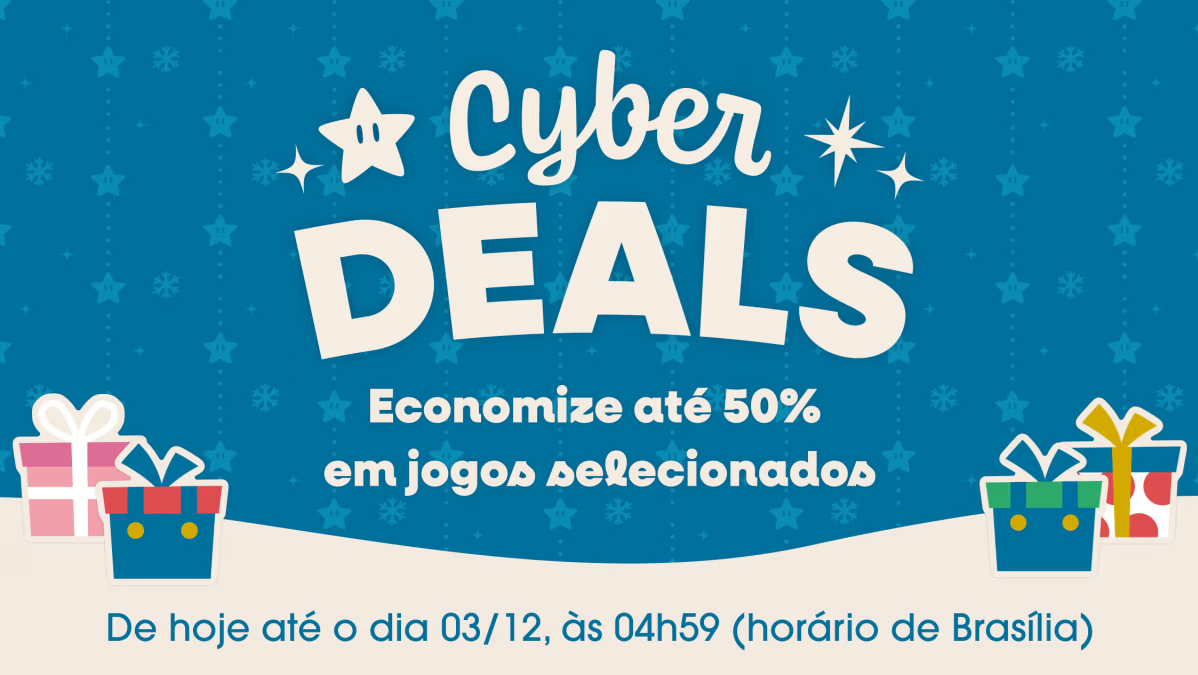 Cyber
DEALS
Economize até 50%
em jogos selecionados
De hoje até o dia 03/12, às 04h59 (horário de Brasília)